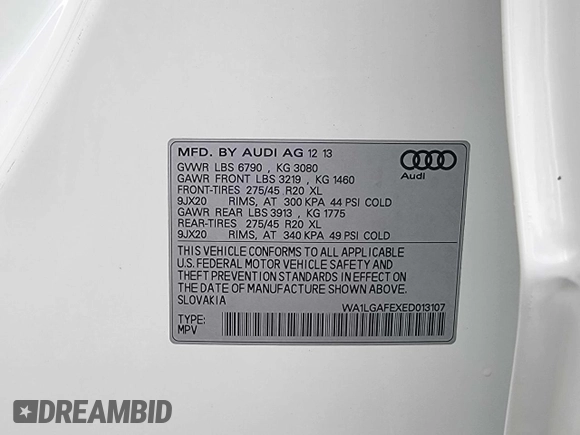 MFD. BY AUDI AG 12 13
GVWR LBS 6790 , KG 3080
GAWR FRONT LBS 3219 , KG 1460
FRONT-TIRES 275/45 R20 XL
9JX20 RIMS, AT 300 KPA 44 PSI COLD
GAWR REAR LBS 3913 , KG 1775
REAR-TIRES 275/45 R20 XL
9JX20 RIMS, AT 340 KPA 49 PSI COLD
Audi
THIS VEHICLE CONFORMS TO ALL APPLICABLE
U.S. FEDERAL MOTOR VEHICLE SAFETY AND
THEFT PREVENTION STANDARDS IN EFFECT ON
THE DATE OF MANUFACTURE SHOWN ABOVE.
SLOVAKIA
WA1LGAFEXED013107
TYPE:
MPV
DREAMBID